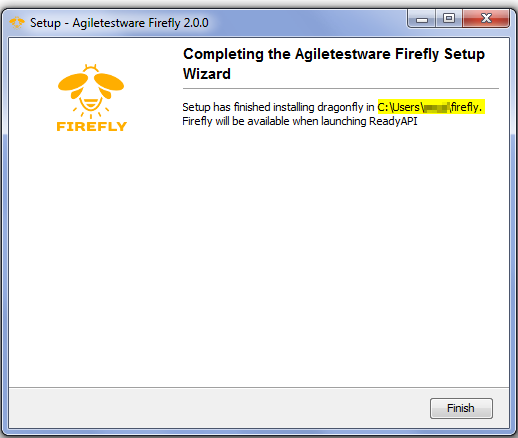 Setup - Agiletestware Firefly 2.0.0
Completing the Agiletestware Firefly Setup
Wizard
FIREFLY
Setup has finished installing dragonfly in C:\Users\ \firefly.
Firefly will be available when launching ReadyAPI
Finish